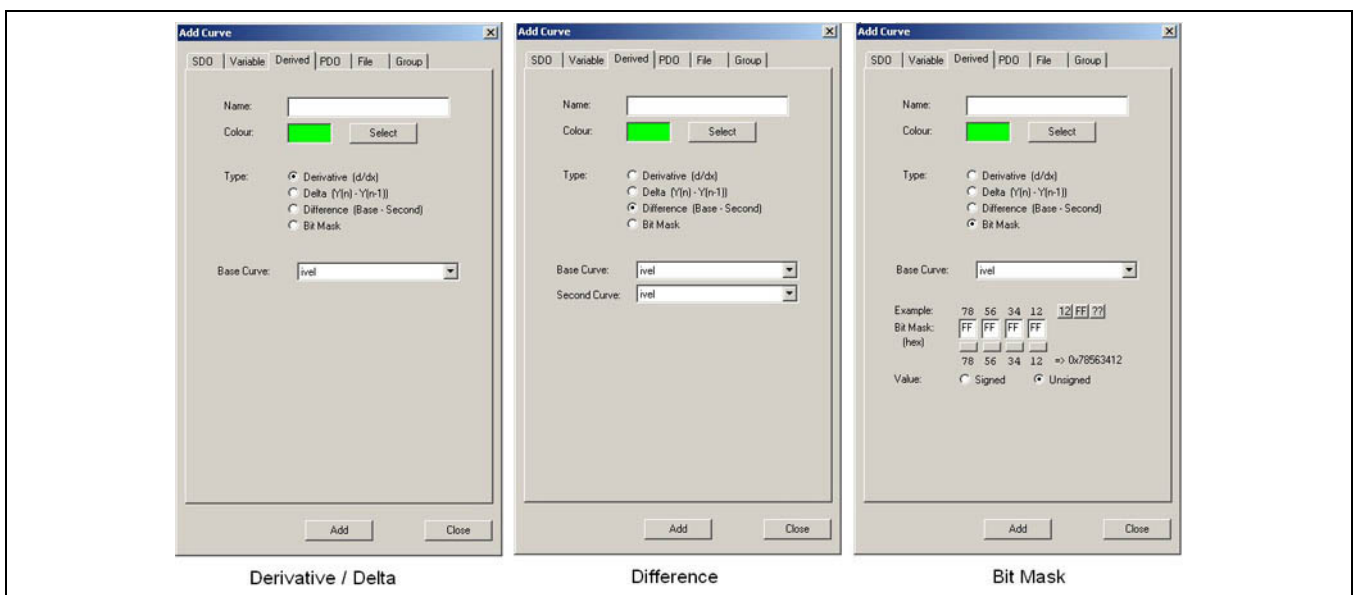 Add Curve
SDO Variable Derived PDO File Group
Name:
Colour: Select
Type: Derivative (d/dx)
Delta (Y(n) - Y(n-1))
Difference (Base - Second)
Bit Mask
Base Curve: ivel
Add Close
Derivative / Delta
Add Curve
SDO Variable Derived PDO File Group
Name:
Colour: Select
Type: Derivative (d/dx)
Delta (Y(n) - Y(n-1))
Difference (Base - Second)
Bit Mask
Base Curve: ivel
Second Curve: ivel
Add Close
Difference
Add Curve
SDO Variable Derived PDO File Group
Name:
Colour: Select
Type: Derivative (d/dx)
Delta (Y(n) - Y(n-1))
Difference (Base - Second)
Bit Mask
Base Curve: ivel
Example: 78 56 34 12 12 FF ??
Bit Mask: FF FF FF FF
(hex)
78 56 34 12 => 0x78563412
Value: Signed Unsigned
Add Close
Bit Mask